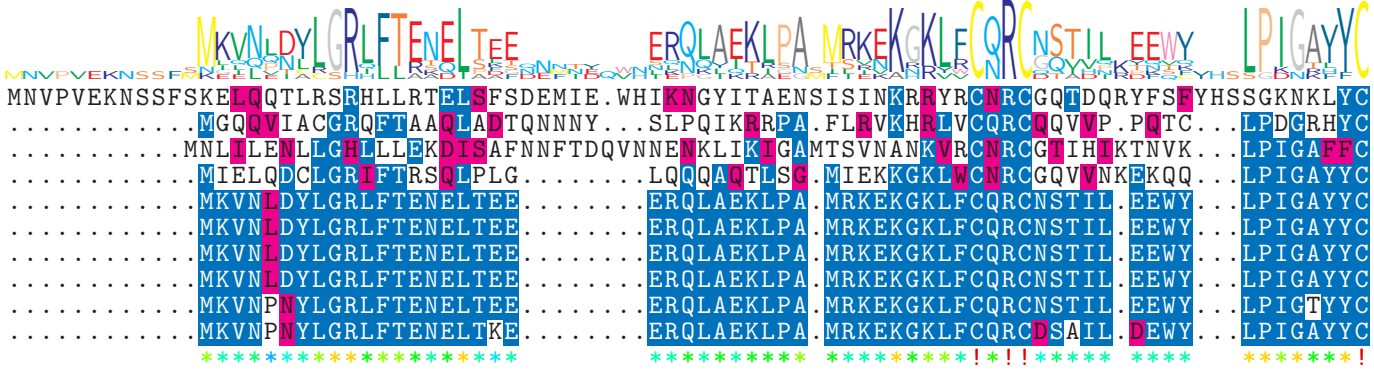 MKVNLDYLGRLFTENELTEE ERQLAEKLPA MRKEKGKLFCQRCNSTIL EEWY LPIGAYYC
MNVPVEKNSSFSKELQQTLRSRHLLRTELSFSDEMIE.WHIKNGYITAENSISINKRRYRCNRCGQTDQRYFSFYHSSGKNKLYC
............MGQQVIACGRQFTAAQLADTQNNNY...SLPQIKRRPA.FLRVKHRLVCQRCQQVVP.PQTC...LPDGRHYC
...........MNLILENLLGHLLLEKDISAFNNFTDQVNNENKLIKIGAMTSVNANKVRCNRCGTIHIKTNVK...LPIGAFFC
............MIELQDCLGRIFTRSQLPLG........LQQQAQTLSG.MIEKKGKLWCNRCGQVVNKEKQQ...LPIGAYYC
............MKVNLDYLGRLFTENELTEE........ERQLAEKLPA.MRKEKGKLFCQRCNSTIL.EEWY...LPIGAYYC
............MKVNLDYLGRLFTENELTEE........ERQLAEKLPA.MRKEKGKLFCQRCNSTIL.EEWY...LPIGAYYC
............MKVNLDYLGRLFTENELTEE........ERQLAEKLPA.MRKEKGKLFCQRCNSTIL.EEWY...LPIGAYYC
............MKVNLDYLGRLFTENELTEE........ERQLAEKLPA.MRKEKGKLFCQRCNSTIL.EEWY...LPIGAYYC
............MKVNPNYLGRLFTENELTEE........ERQLAEKLPA.MRKEKGKLFCQRCNSTIL.EEWY...LPIGTYYC
............MKVNPNYLGRLFTENELTKE........ERQLAEKLPA.MRKEKGKLFCQRCDSAIL.DEWY...LPIGAYYC
******************** ********** *********!*!!***** **** *******!